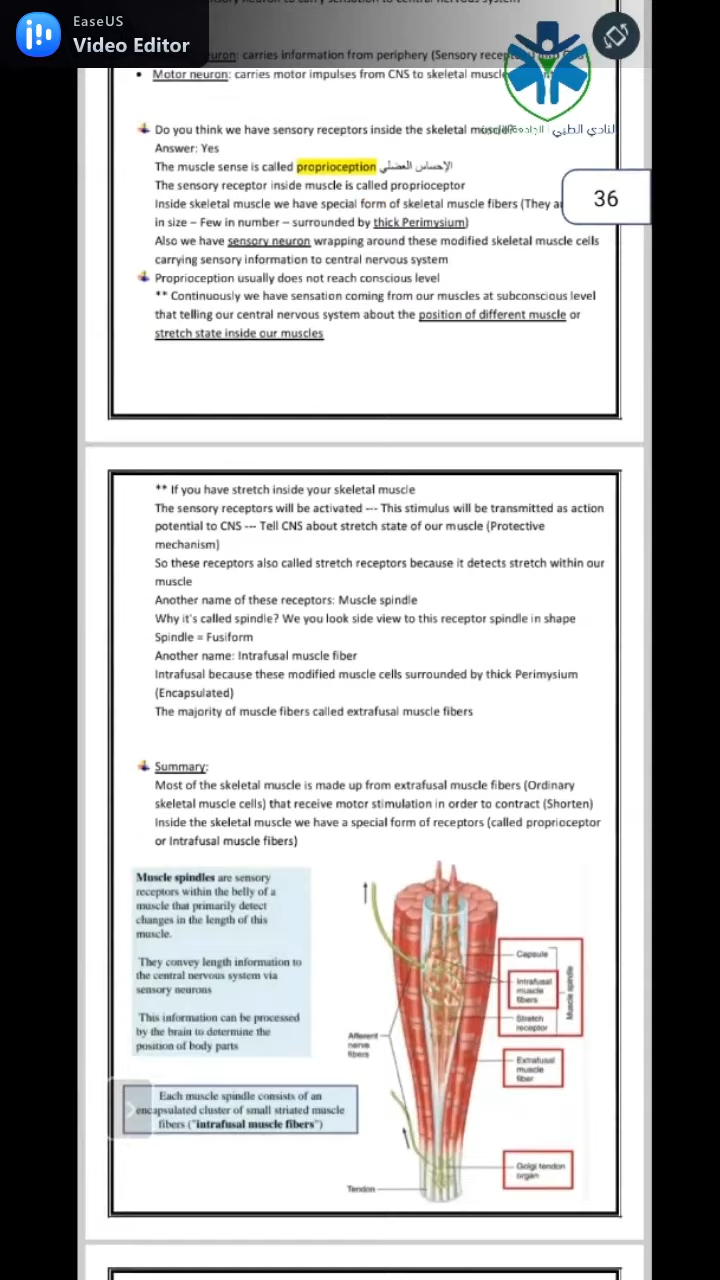 EaseUS
Video Editor
neuron to carry sensation to central nervous system
neuron: carries information from periphery (Sensory
• Motor neuron: carries motor impulses from CNS to skeletal muscle
النادي الطبي
36
Do you think we have sensory receptors inside the skeletal muscle?
Answer: Yes
The muscle sense is called proprioception الإحساس العضلي
The sensory receptor inside muscle is called proprioceptor
Inside skeletal muscle we have special form of skeletal muscle fibers (They
in size – Few in number – surrounded by thick Perimysium)
Also we have sensory neuron wrapping around these modified skeletal muscle cells
carrying sensory information to central nervous system
Proprioception usually does not reach conscious level
** Continuously we have sensation coming from our muscles at subconscious level
that telling our central nervous system about the position of different muscle or
stretch state inside our muscles
** If you have stretch inside your skeletal muscle
The sensory receptors will be activated --- This stimulus will be transmitted as action
potential to CNS --- Tell CNS about stretch state of our muscle (Protective
mechanism)
So these receptors also called stretch receptors because it detects stretch within our
muscle
Another name of these receptors: Muscle spindle
Why it's called spindle? We you look side view to this receptor spindle in shape
Spindle = Fusiform
Another name: Intrafusal muscle fiber
Intrafusal because these modified muscle cells surrounded by thick Perimysium
(Encapsulated)
The majority of muscle fibers called extrafusal muscle fibers
Summary:
Most of the skeletal muscle is made up from extrafusal muscle fibers (Ordinary
skeletal muscle cells) that receive motor stimulation in order to contract (Shorten)
Inside the skeletal muscle we have a special form of receptors (called proprioceptor
or Intrafusal muscle fibers)
Muscle spindles are sensory
receptors within the belly of a
muscle that primarily detect
changes in the length of this
muscle.
They convey length information to
the central nervous system via
sensory neurons
This information can be processed
by the brain to determine the
position of body parts
Each muscle spindle consists of an
encapsulated cluster of small striated muscle
fibers ("intrafusal muscle fibers")
Capsule
Intrafusal
muscle
fibers
Stretch
receptor
Muscle spindle
Afferent
nerve
fibers
Extrafusal
muscle
fiber
Golgi tendon
organ
Tendon